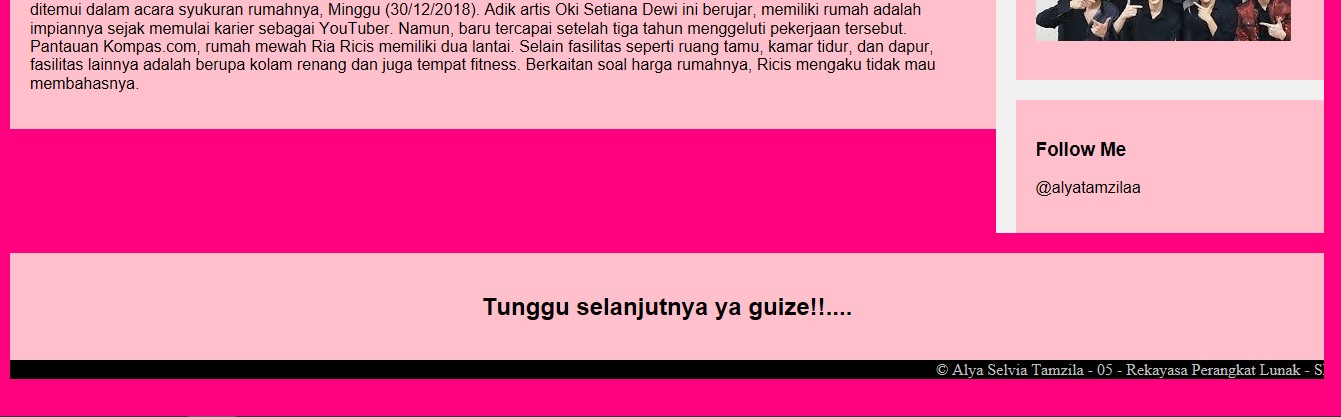 ditemui dalam acara syukuran rumahnya, Minggu (30/12/2018). Adik artis Oki Setiana Dewi ini berujar, memiliki rumah adalah
impiannya sejak memulai karier sebagai YouTuber. Namun, baru tercapai setelah tiga tahun menggeluti pekerjaan tersebut.
Pantauan Kompas.com, rumah mewah Ria Ricis memiliki dua lantai. Selain fasilitas seperti ruang tamu, kamar tidur, dan dapur,
fasilitas lainnya adalah berupa kolam renang dan juga tempat fitness. Berkaitan soal harga rumahnya, Ricis mengaku tidak mau
membahasnya.
Follow Me
@alyatamzilaa
Tunggu selanjutnya ya guize!!....
© Alya Selvia Tamzila - 05 - Rekayasa Perangkat Lunak -